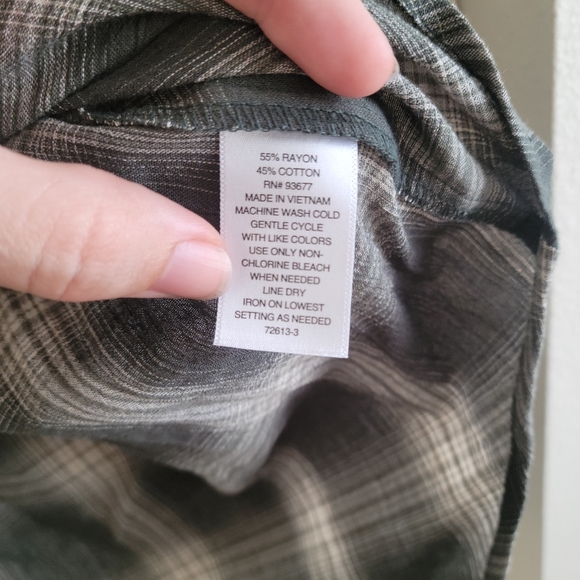 55% RAYON
45% COTTON
RN# 93677
MADE IN VIETNAM
MACHINE WASH COLD
GENTLE CYCLE
WITH LIKE COLORS
USE ONLY NON-
CHLORINE BLEACH
WHEN NEEDED
LINE DRY
IRON ON LOWEST
SETTING AS NEEDED
72613-3